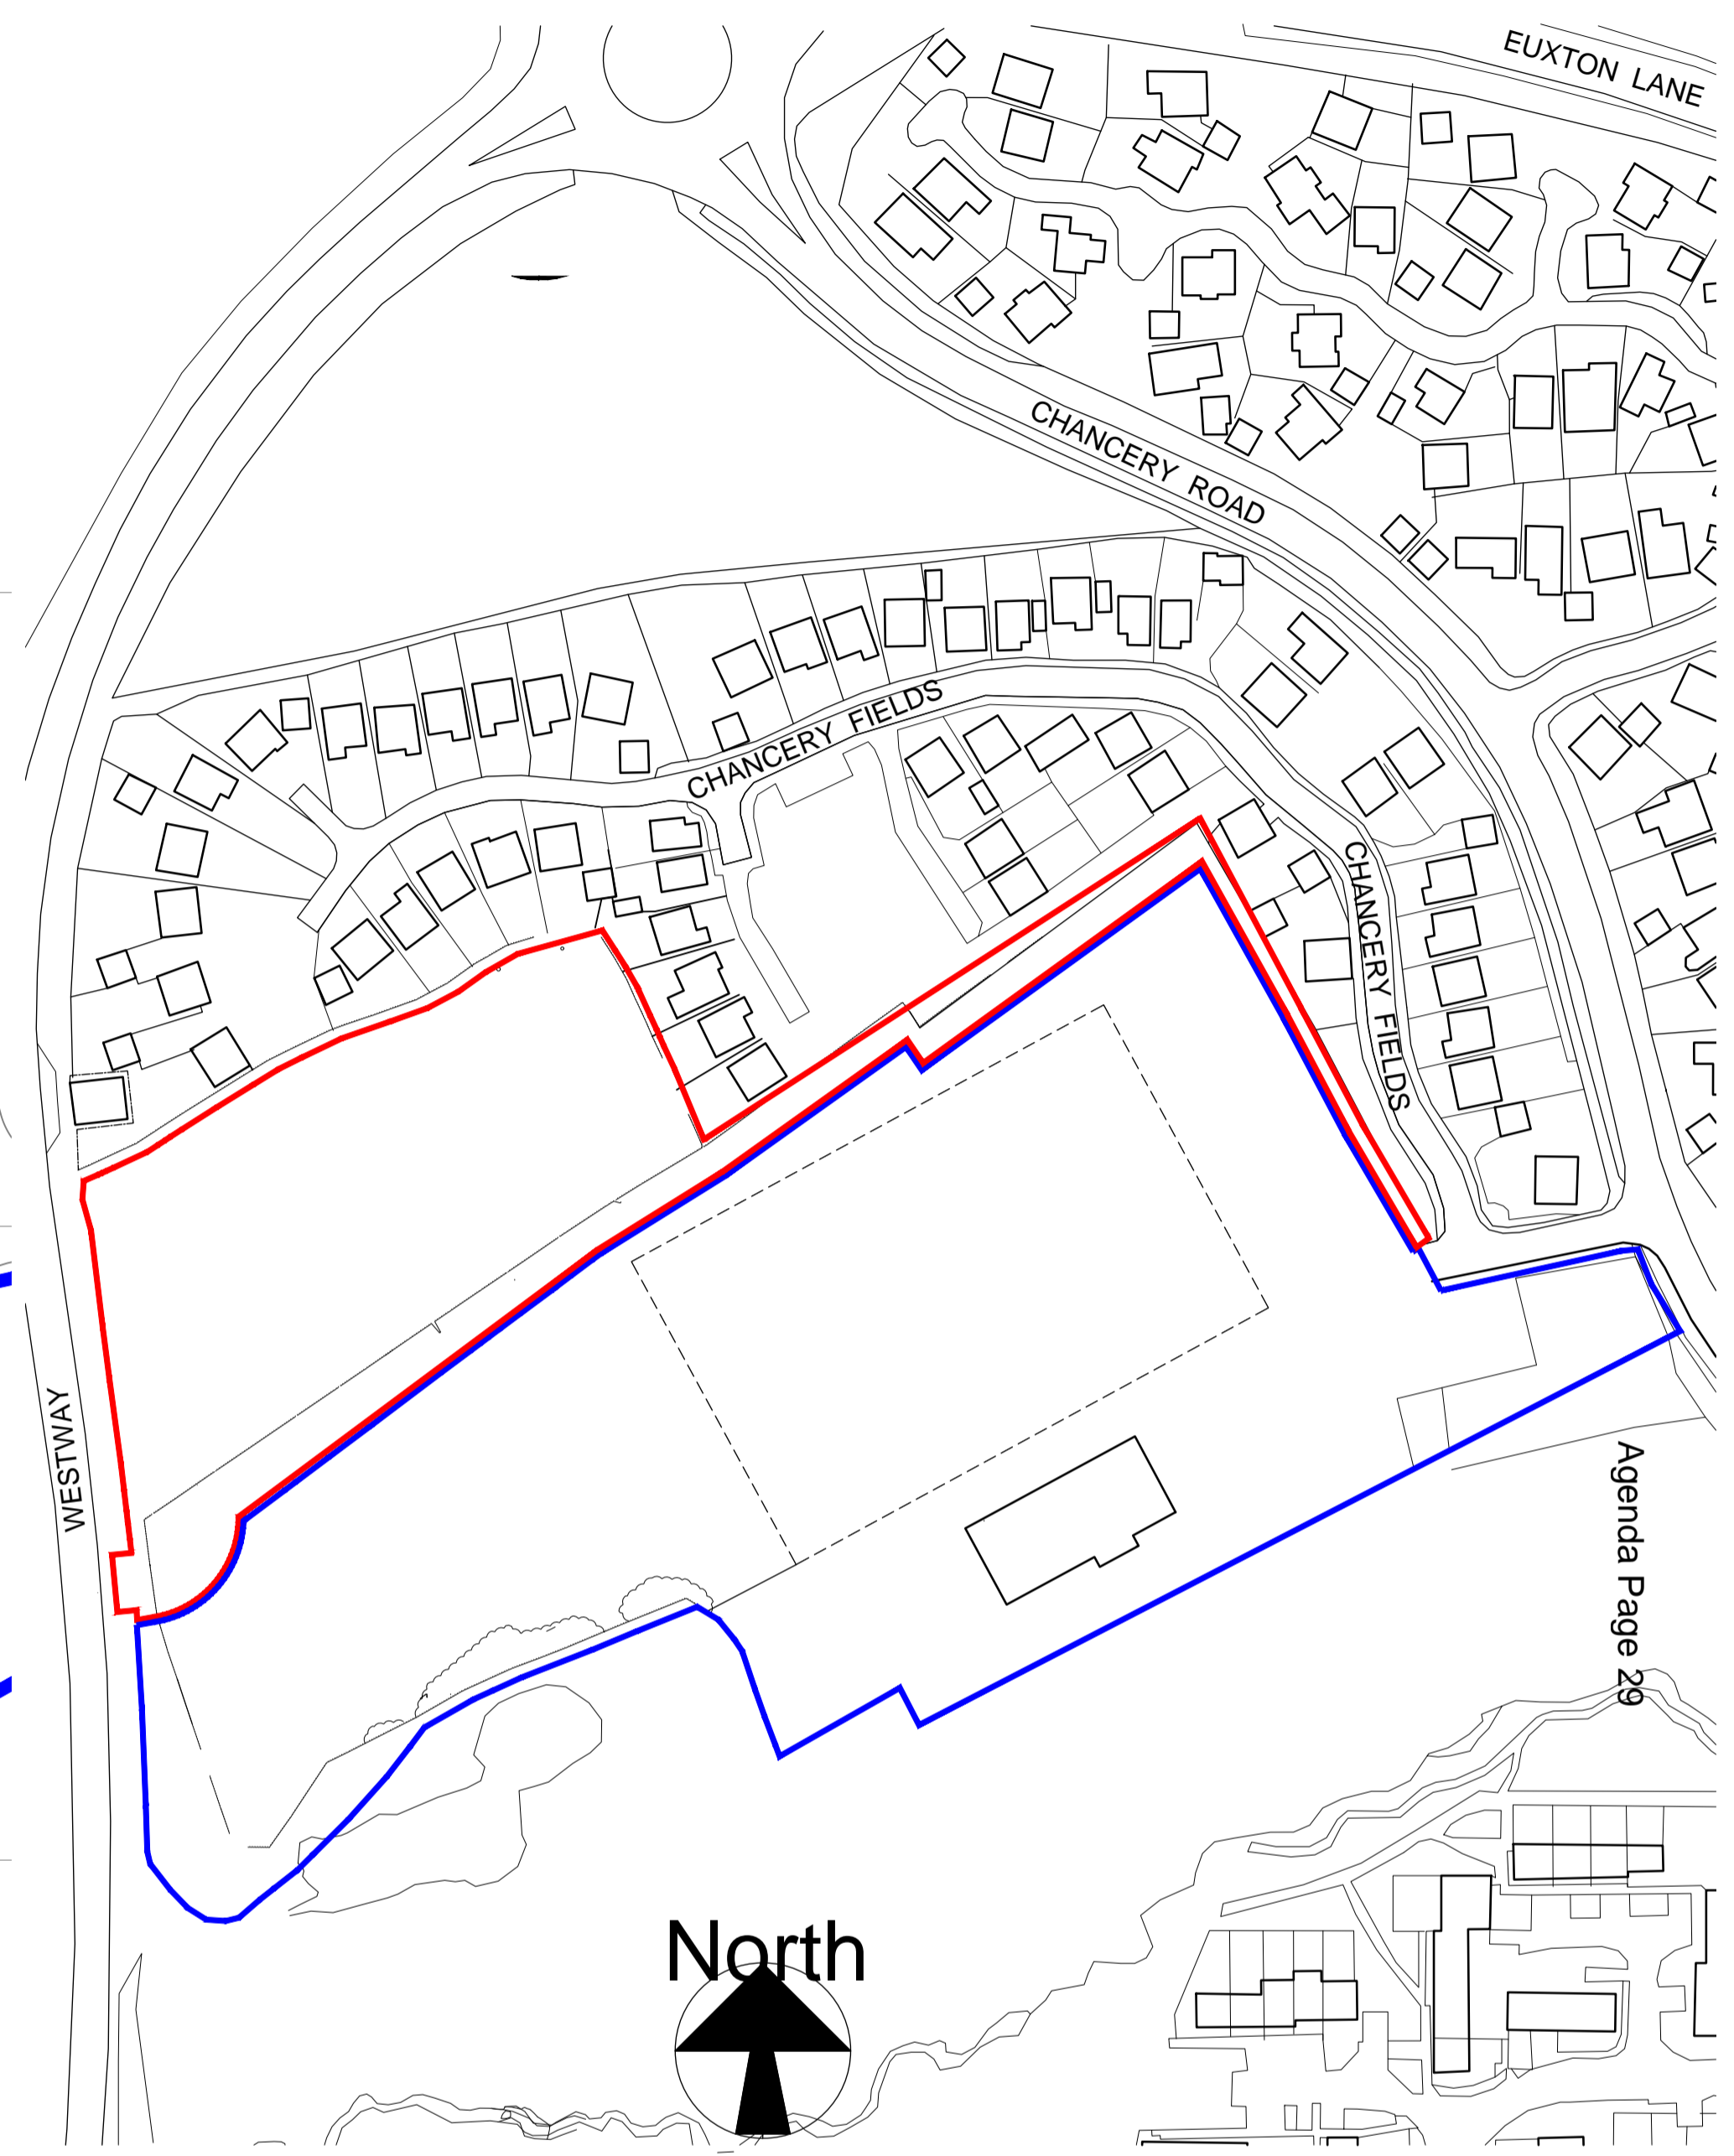 EUXTON LANE
CHANCERY ROAD
CHANCERY FIELDS
CHANCERY FIELDS
WESTWAY
Agenda Page 29
North